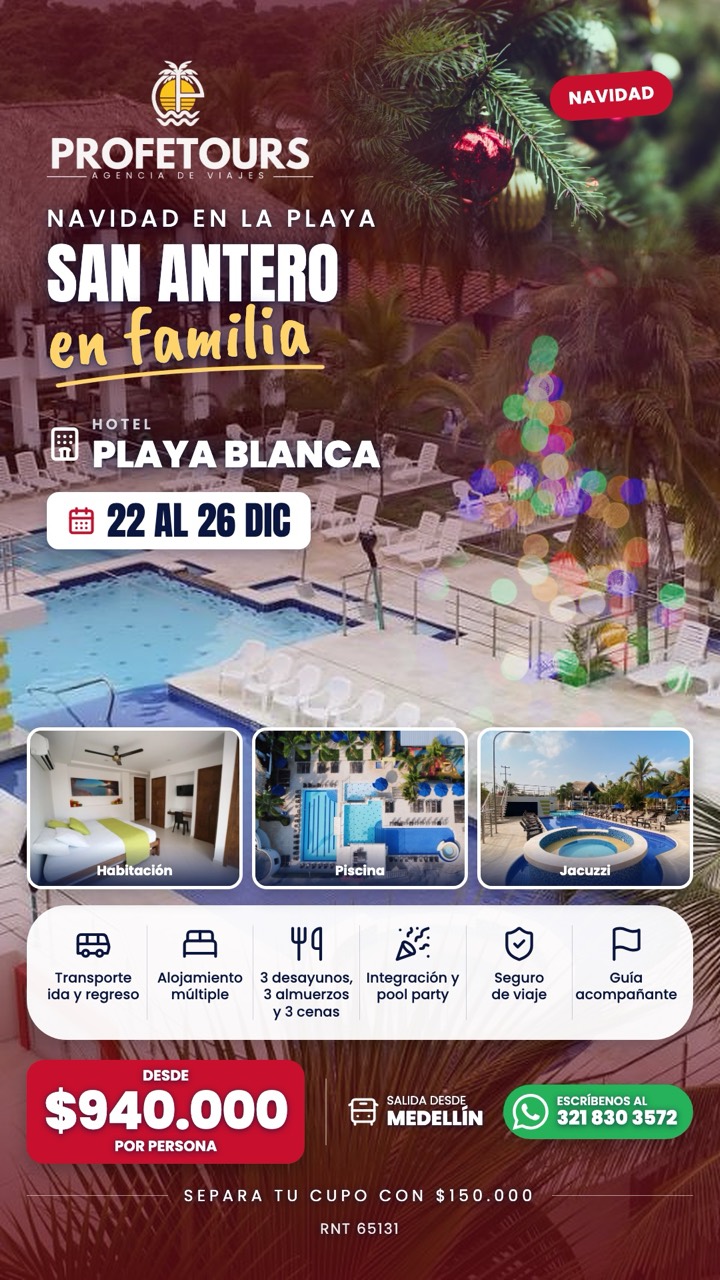 NAVIDAD
PROFETOURS
AGENCIA DE VIAJES
NAVIDAD EN LA PLAYA
SAN ANTERO
en familia
HOTEL
PLAYA BLANCA
22 AL 26 DIC
Habitación
Piscina
Jacuzzi
Transporte
ida y regreso
Alojamiento
múltiple
3 desayunos,
3 almuerzos
y 3 cenas
Integración y
pool party
Seguro
de viaje
Guía
acompañante
DESDE
$940.000
POR PERSONA
SALIDA DESDE
MEDELLÍN
ESCRÍBENOS AL
321 830 3572
SEPARA TU CUPO CON $150.000
RNT 65131